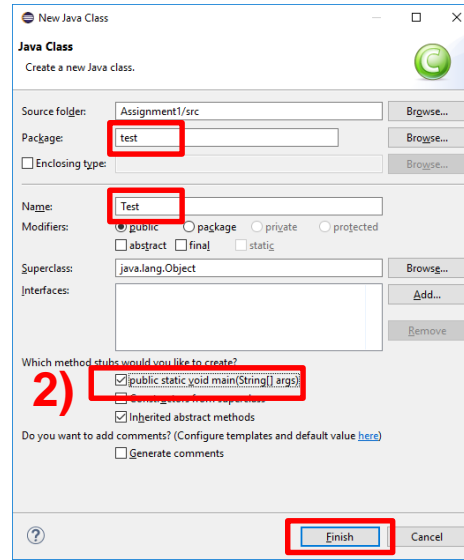 New Java Class
Java Class
Create a new Java class.
C
Source folder: Assignment1/src Browse...
Package: test Browse...
Enclosing type: Browse...
Name: Test
Modifiers: public package private protected
abstract final static
Superclass: java.lang.Object Browse...
Interfaces: Add...
Remove
Which method stubs would you like to create?
2) public static void main(String[] args)
Constructors from superclass
Inherited abstract methods
Do you want to add comments? (Configure templates and default value here)
Generate comments
? Finish Cancel